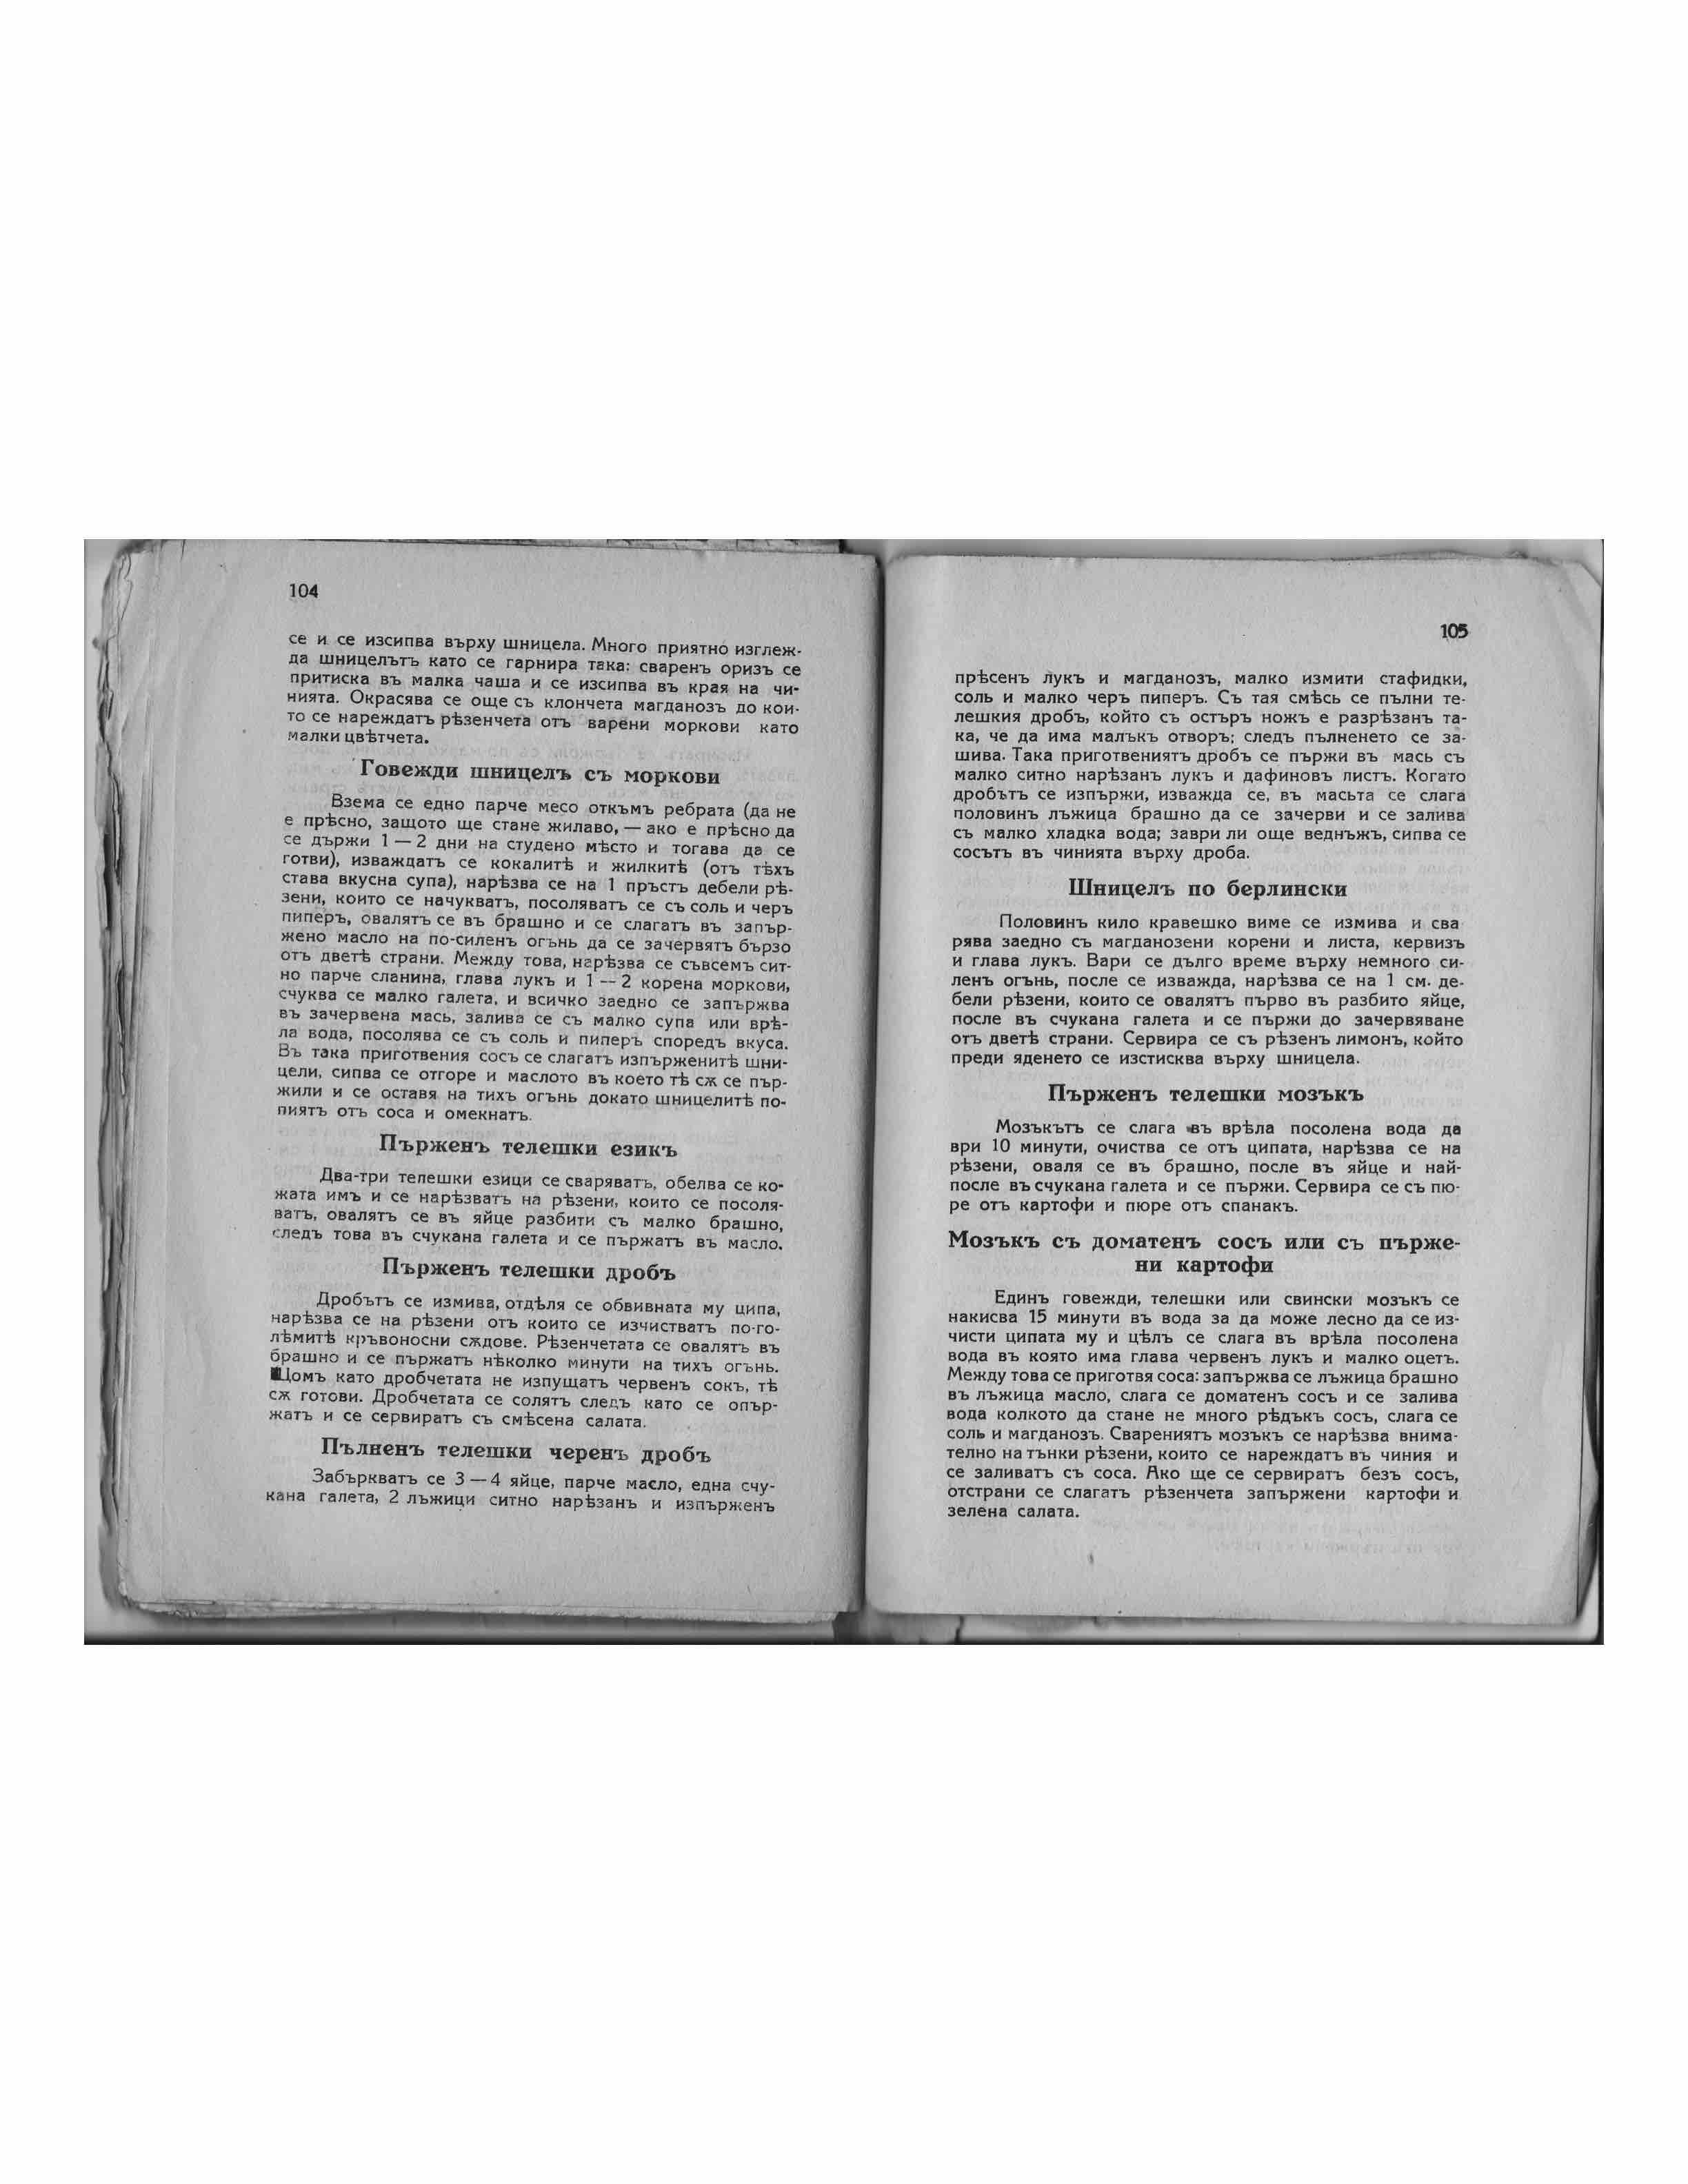 104
се и се изсипва върху шницела. Много приятно изглеж-
да шницелътъ като се гарнира така: сваренъ оризъ се
притиска въ малка чаша и се изсипва въ края на чи-
нията. Окрасява се още съ клончета магданозъ до кои-
то се нареждатъ рѣзенчета отъ варени моркови като
малки цвѣтчета.
Говежди шницелъ съ моркови
Взема се едно парче месо откъмъ ребрата (да не
е прѣсно, защото ще стане жилаво, — ако е прѣсно да
се държи 1 — 2 дни на студено мѣсто и тогава да се
готви), изваждатъ се кокалитѣ и жилкитѣ (отъ тѣхъ
става вкусна супа), нарѣзва се на 1 пръстъ дебели рѣ-
зени, които се начукватъ, посоляватъ се съ соль и черъ
пиперъ, овалятъ се въ брашно и се слагатъ въ запър-
жено масло на по-силенъ огънь да се зачервятъ бързо
отъ дветѣ страни. Между това, нарѣзва се съвсемъ сит-
но парче сланина, глава лукъ и 1 — 2 корена моркови,
счуква се малко галета, и всичко заедно се запържва
въ зачервена мась, залива се съ малко супа или врѣ-
ла вода, посолява се съ соль и пиперъ споредъ вкуса.
Въ така приготвения сосъ се слагатъ изпърженитѣ шни-
цели, сипва се отгоре и маслото въ което тѣ сѫ се пър-
жили и се оставя на тихъ огънь докато шницелитѣ по-
пиятъ отъ соса и омекнатъ.
Пърженъ телешки езикъ
Два-три телешки езици се сваряватъ, обелва се ко-
жата имъ и се нарѣзватъ на рѣзени, които се посоля-
ватъ, овалятъ се въ яйце разбити съ малко брашно,
следъ това въ счукана галета и се пържатъ въ масло.
Пърженъ телешки дробъ
Дробътъ се измива, отдѣля се обвивната му ципа,
нарѣзва се на рѣзени отъ които се изчистватъ по-го-
лѣмитѣ кръвоносни сѫдове. Рѣзенчетата се овалятъ въ
брашно и се пържатъ нѣколко минути на тихъ огънь.
Щомъ като дробчетата не изпущатъ червенъ сокъ, тѣ
сѫ готови. Дробчетата се солятъ следъ като се опър-
жатъ и се сервиратъ съ смѣсена салата.
Пълненъ телешки черенъ дробъ
Забъркватъ се 3 — 4 яйце, парче масло, една счу-
кана галета, 2 лъжици ситно нарѣзанъ и изпърженъ
105
прѣсенъ лукъ и магданозъ, малко измити стафидки,
соль и малко черъ пиперъ. Съ тая смѣсь се пълни те-
лешкия дробъ, който съ остъръ ножъ е разрѣзанъ та-
ка, че да има малъкъ отворъ; следъ пълненето се за-
шива. Така приготвениятъ дробъ се пържи въ мась съ
малко ситно нарѣзанъ лукъ и дафиновъ листъ. Когато
дробътъ се изпържи, изважда се, въ масьта се слага
половинъ лъжица брашно да се зачерви и се залива
съ малко хладка вода; заври ли още веднъжъ, сипва се
сосътъ въ чинията върху дроба.
Шницелъ по берлински
Половинъ кило кравешко виме се измива и сва
рява заедно съ магданозени корени и листа, кервизъ
и глава лукъ. Вари се дълго време върху немного си-
ленъ огънь, после се изважда, нарѣзва се на 1 см. де-
бели рѣзени, които се овалятъ първо въ разбито яйце,
после въ счукана галета и се пържи до зачервяване
отъ дветѣ страни. Сервира се съ рѣзенъ лимонъ, който
преди яденето се изстисква върху шницела.
Пърженъ телешки мозъкъ
Мозъкътъ се слага въ врѣла посолена вода да
ври 10 минути, очиства се отъ ципата, нарѣзва се на
рѣзени, оваля се въ брашно, после въ яйце и най-
после въ счукана галета и се пържи. Сервира се съ пю-
ре отъ картофи и пюре отъ спанакъ.
Мозъкъ съ доматенъ сосъ или съ пърже-
ни картофи
Единъ говежди, телешки или свински мозъкъ се
накисва 15 минути въ вода за да може лесно да се из-
чисти ципата му и цѣлъ се слага въ врѣла посолена
вода въ която има глава червенъ лукъ и малко оцетъ.
Между това се приготвя соса: запържва се лъжица брашно
въ лъжица масло, слага се доматенъ сосъ и се залива
вода колкото да стане не много рѣдъкъ сосъ, слага се
соль и магданозъ. Сварениятъ мозъкъ се нарѣзва внима-
телно на тънки рѣзени, които се нареждатъ въ чиния и
се заливатъ съ соса. Ако ще се сервиратъ безъ сосъ,
отстрани се слагатъ рѣзенчета запържени картофи и
зелена салата.